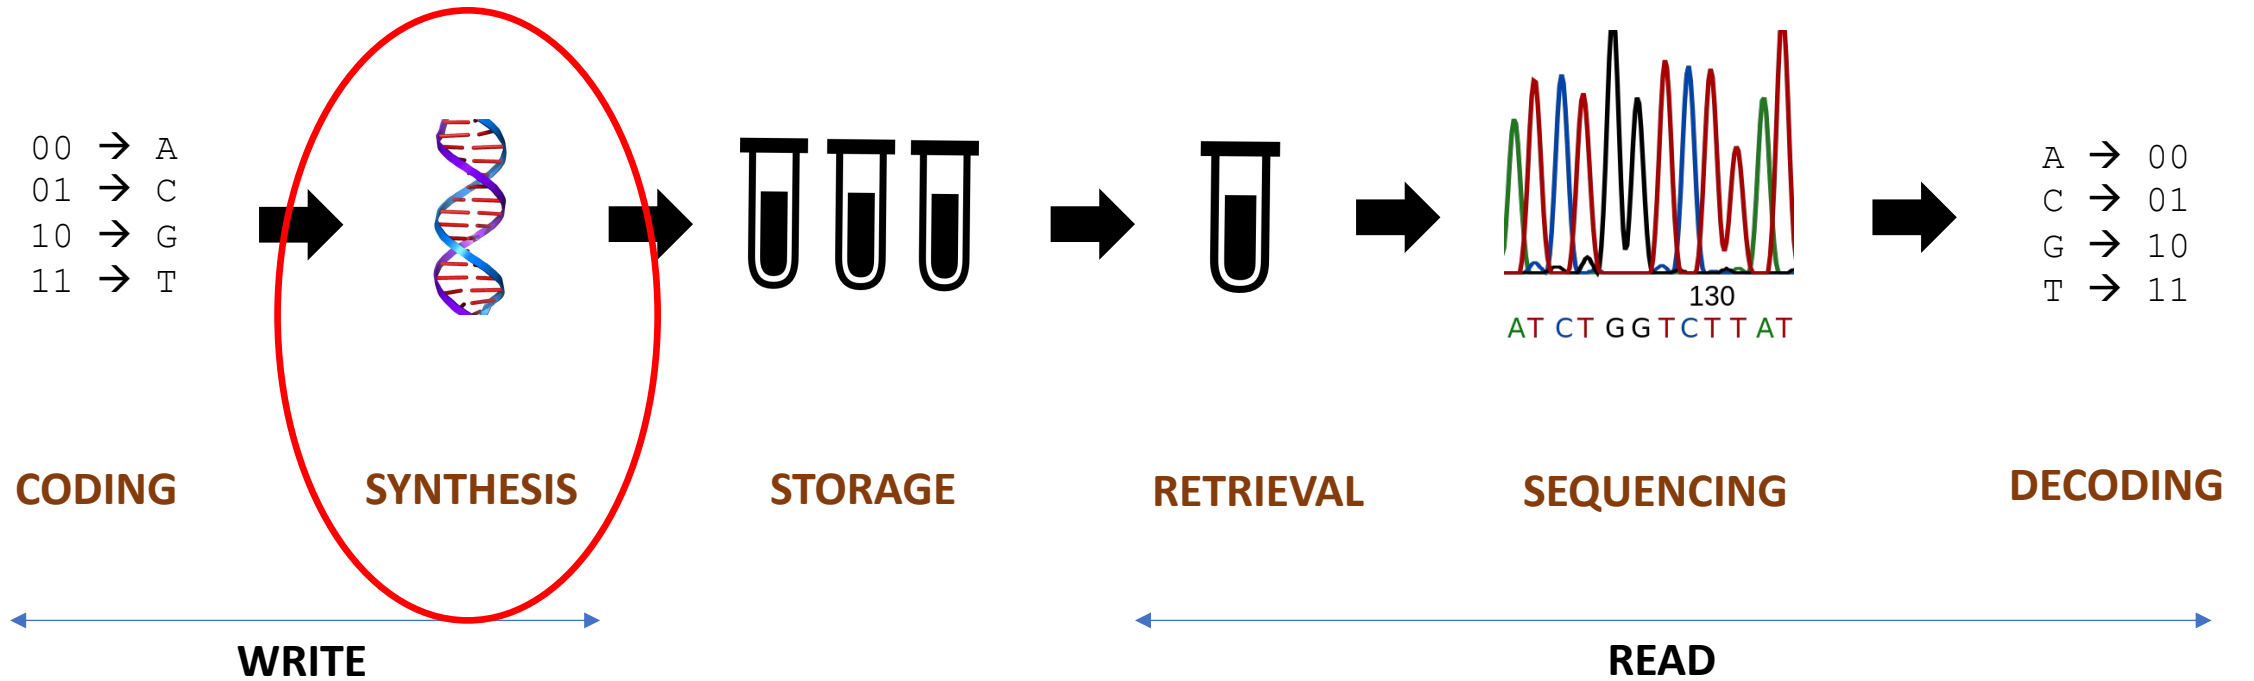 00 → A
01 → C
10 → G
11 → T
130
AT CT GGTCTT AT
A → 00
C → 01
G → 10
T → 11
CODING
SYNTHESIS
STORAGE
RETRIEVAL
SEQUENCING
DECODING
WRITE
READ